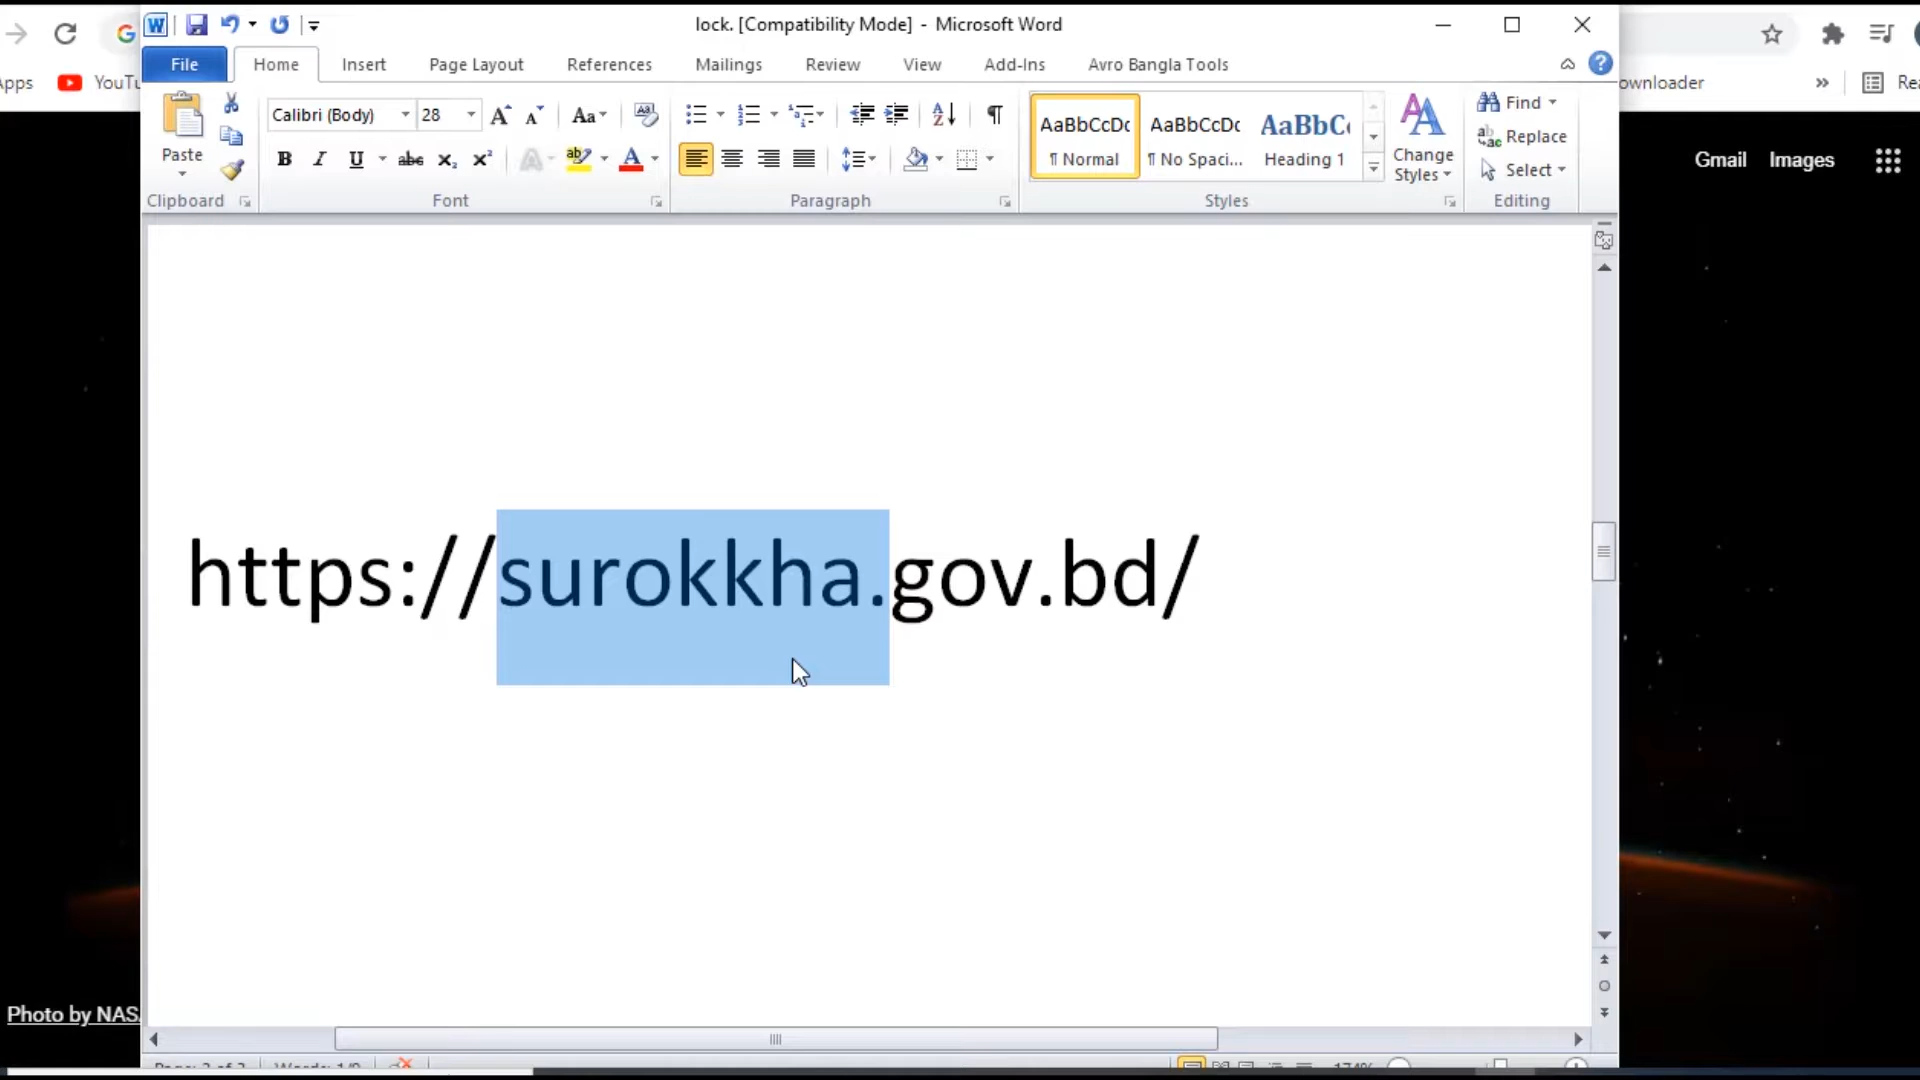 lock. [Compatibility Mode] - Microsoft Word
File Home Insert Page Layout References Mailings Review View Add-Ins Avro Bangla Tools
Apps YouTu
ownloader » Rea
Gmail Images
Paste
Calibri (Body) 28
AaBbCcDc AaBbCcDc AaBbC
¶ Normal ¶ No Spaci... Heading 1
Change Styles
Find
Replace
Select
Clipboard Font Paragraph Styles Editing
https://surokkha.gov.bd/
Photo by NAS
174%